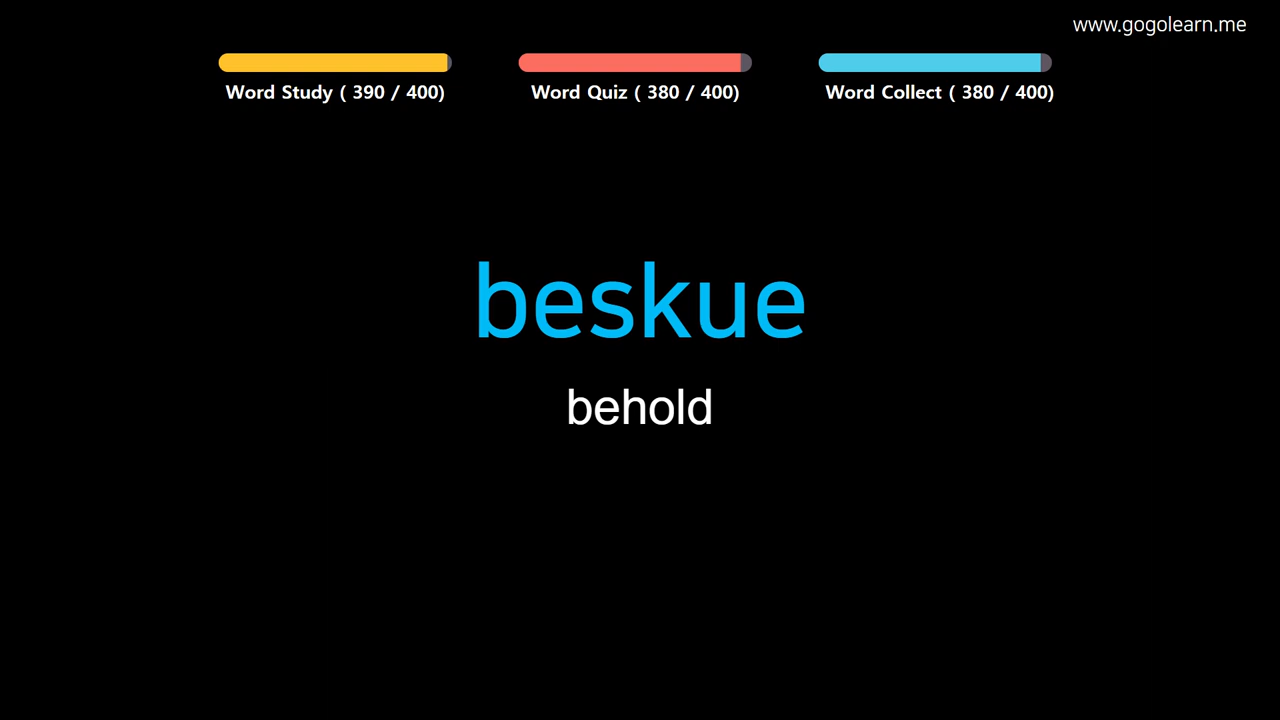 www.gogolearn.me
Word Study ( 390 / 400)
Word Quiz ( 380 / 400)
Word Collect ( 380 / 400)
beskue
behold